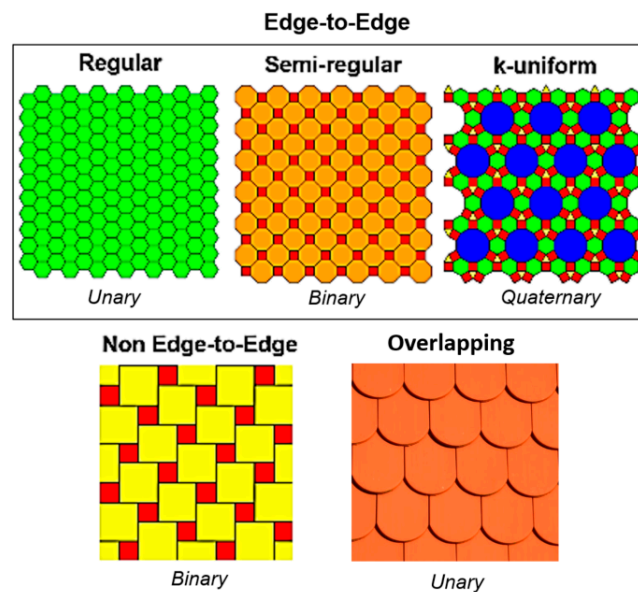 Edge-to-Edge
Regular Semi-regular k-uniform
Unary Binary Quaternary
Non Edge-to-Edge Overlapping
Binary Unary